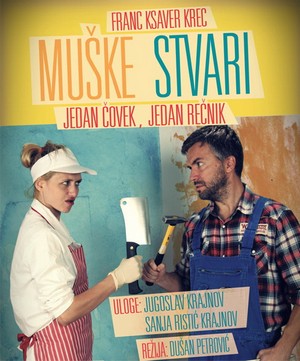 FRANC KSAVER KREC
MUŠKE STVARI
JEDAN ČOVEK , JEDAN REČNIK
ULOGE: JUGOSLAV KRAJNOV
SANJA RISTIĆ KRAJNOV
REŽIJA: DUŠAN PETROVIĆ